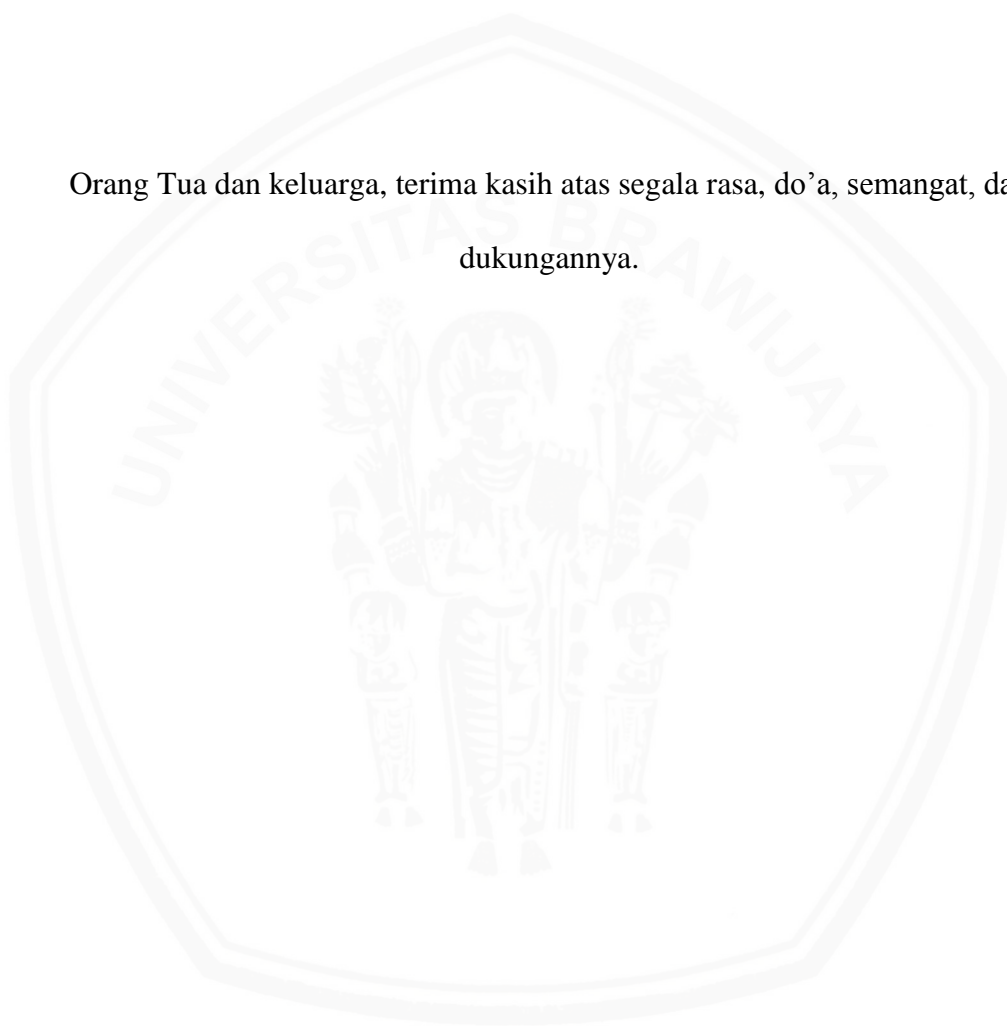 Orang Tua dan keluarga, terima kasih atas segala rasa, do’a, semangat, da
dukungannya.
UNIVERSITAS BRAWIJAYA